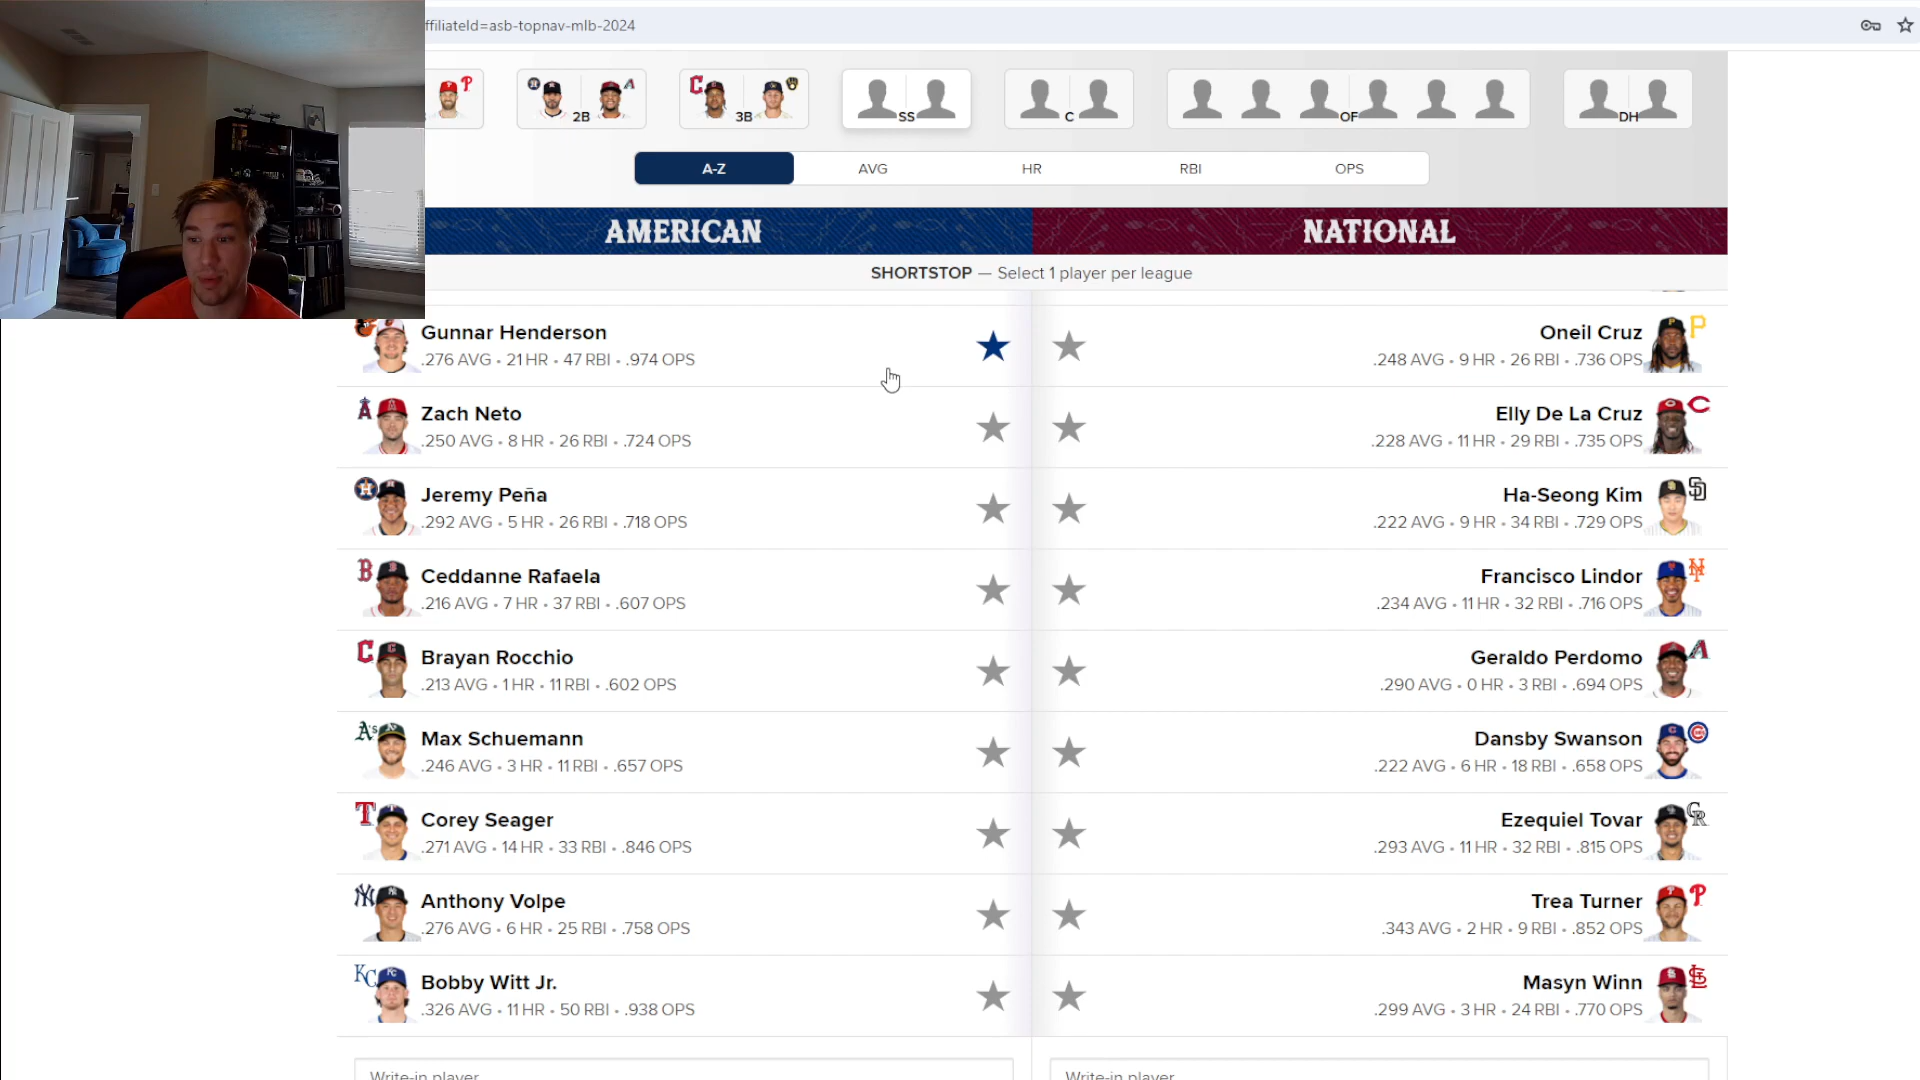 ffiliateId=asb-topnav-mlb-2024
2B
3B
SS
C
OF
DH
A-Z
AVG
HR
RBI
OPS
AMERICAN
NATIONAL
SHORTSTOP — Select 1 player per league
Gunnar Henderson
.276 AVG • 21 HR • 47 RBI • .974 OPS
Oneil Cruz
.248 AVG • 9 HR • 26 RBI • .736 OPS
Zach Neto
.250 AVG • 8 HR • 26 RBI • .724 OPS
Elly De La Cruz
.228 AVG • 11 HR • 29 RBI • .735 OPS
Jeremy Peña
.292 AVG • 5 HR • 26 RBI • .718 OPS
Ha-Seong Kim
.222 AVG • 9 HR • 34 RBI • .729 OPS
Ceddanne Rafaela
.216 AVG • 7 HR • 37 RBI • .607 OPS
Francisco Lindor
.234 AVG • 11 HR • 32 RBI • .716 OPS
Brayan Rocchio
.213 AVG • 1 HR • 11 RBI • .602 OPS
Geraldo Perdomo
.290 AVG • 0 HR • 3 RBI • .694 OPS
Max Schuemann
.246 AVG • 3 HR • 11 RBI • .657 OPS
Dansby Swanson
.222 AVG • 6 HR • 18 RBI • .658 OPS
Corey Seager
.271 AVG • 14 HR • 33 RBI • .846 OPS
Ezequiel Tovar
.293 AVG • 11 HR • 32 RBI • .815 OPS
Anthony Volpe
.276 AVG • 6 HR • 25 RBI • .758 OPS
Trea Turner
.343 AVG • 2 HR • 9 RBI • .852 OPS
Bobby Witt Jr.
.326 AVG • 11 HR • 50 RBI • .938 OPS
Masyn Winn
.299 AVG • 3 HR • 24 RBI • .770 OPS
Write-in player
Write-in player